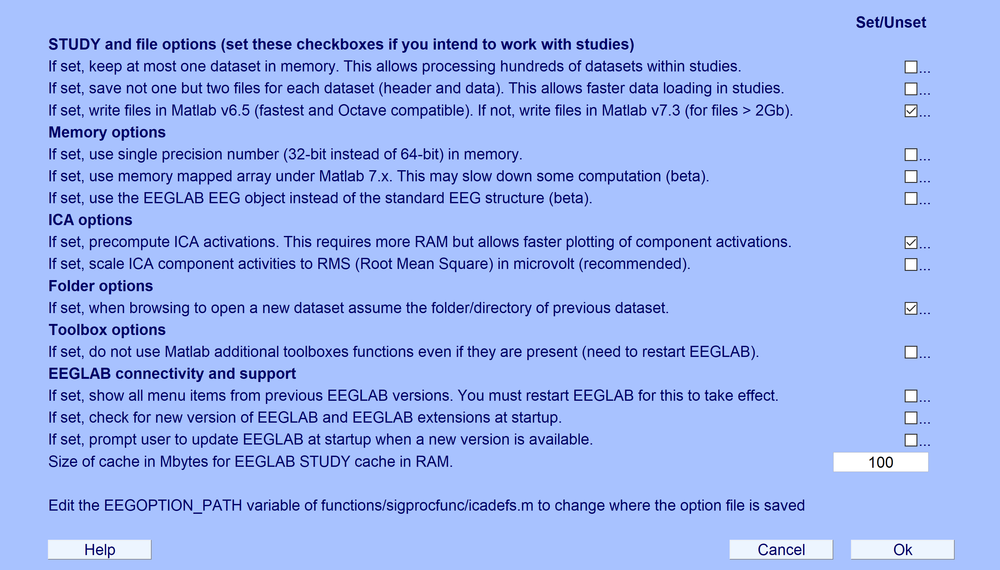 Set/Unset
STUDY and file options (set these checkboxes if you intend to work with studies)
If set, keep at most one dataset in memory. This allows processing hundreds of datasets within studies. ...
If set, save not one but two files for each dataset (header and data). This allows faster data loading in studies. ...
If set, write files in Matlab v6.5 (fastest and Octave compatible). If not, write files in Matlab v7.3 (for files > 2Gb). ...
Memory options
If set, use single precision number (32-bit instead of 64-bit) in memory. ...
If set, use memory mapped array under Matlab 7.x. This may slow down some computation (beta). ...
If set, use the EEGLAB EEG object instead of the standard EEG structure (beta). ...
ICA options
If set, precompute ICA activations. This requires more RAM but allows faster plotting of component activations. ...
If set, scale ICA component activities to RMS (Root Mean Square) in microvolt (recommended). ...
Folder options
If set, when browsing to open a new dataset assume the folder/directory of previous dataset. ...
Toolbox options
If set, do not use Matlab additional toolboxes functions even if they are present (need to restart EEGLAB). ...
EEGLAB connectivity and support
If set, show all menu items from previous EEGLAB versions. You must restart EEGLAB for this to take effect. ...
If set, check for new version of EEGLAB and EEGLAB extensions at startup. ...
If set, prompt user to update EEGLAB at startup when a new version is available. ...
Size of cache in Mbytes for EEGLAB STUDY cache in RAM. 100
Edit the EEGOPTION_PATH variable of functions/sigprocfunc/icadefs.m to change where the option file is saved
Help Cancel Ok